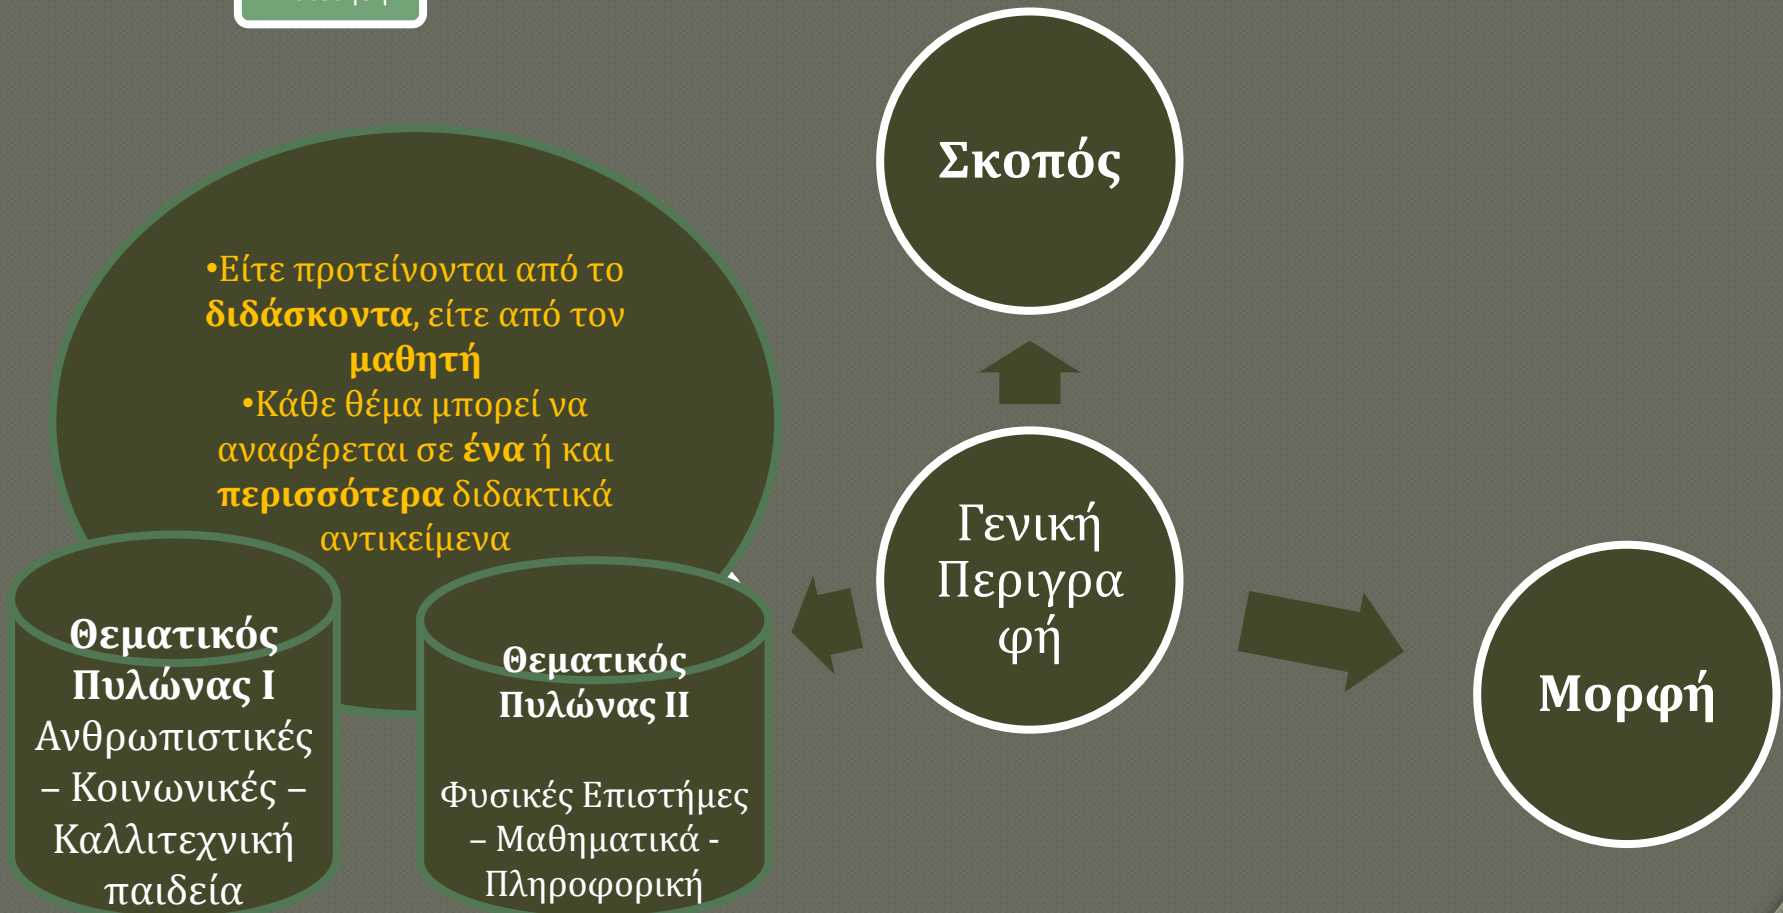 Σκοπός
•Είτε προτείνονται από το
διδάσκοντα, είτε από τον
μαθητή
•Κάθε θέμα μπορεί να
αναφέρεται σε ένα ή και
περισσότερα διδακτικά
αντικείμενα
Γενική
Περιγρα
φή
Μορφή
Θεματικός
Πυλώνας Ι
Ανθρωπιστικές
– Κοινωνικές –
Καλλιτεχνική
παιδεία
Θεματικός
Πυλώνας ΙΙ
Φυσικές Επιστήμες
– Μαθηματικά -
Πληροφορική